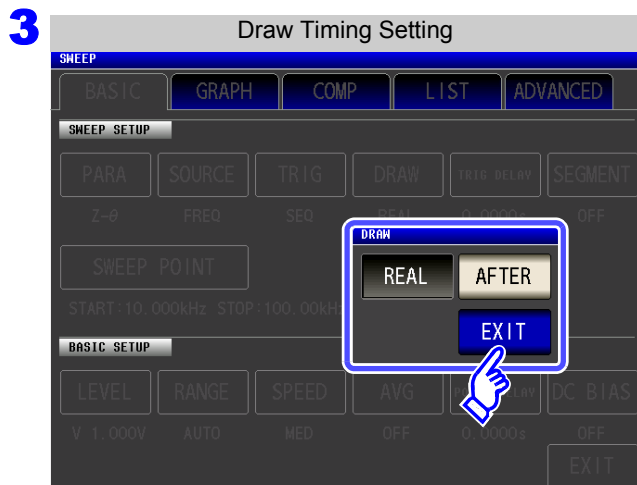 3
Draw Timing Setting
SWEEP
BASIC GRAPH COMP LIST ADVANCED
SWEEP SETUP
PARA SOURCE TRIG DRAW TRIG DELAY SEGMENT
Z-θ FREQ SEQ REAL 0.0000s OFF
DRAW
REAL AFTER
EXIT
SWEEP POINT
START:10.000kHz STOP:100.00kHz
BASIC SETUP
LEVEL RANGE SPEED AVG DELAY DC BIAS
V 1.000V AUTO MED OFF 0.0000s OFF
EXIT